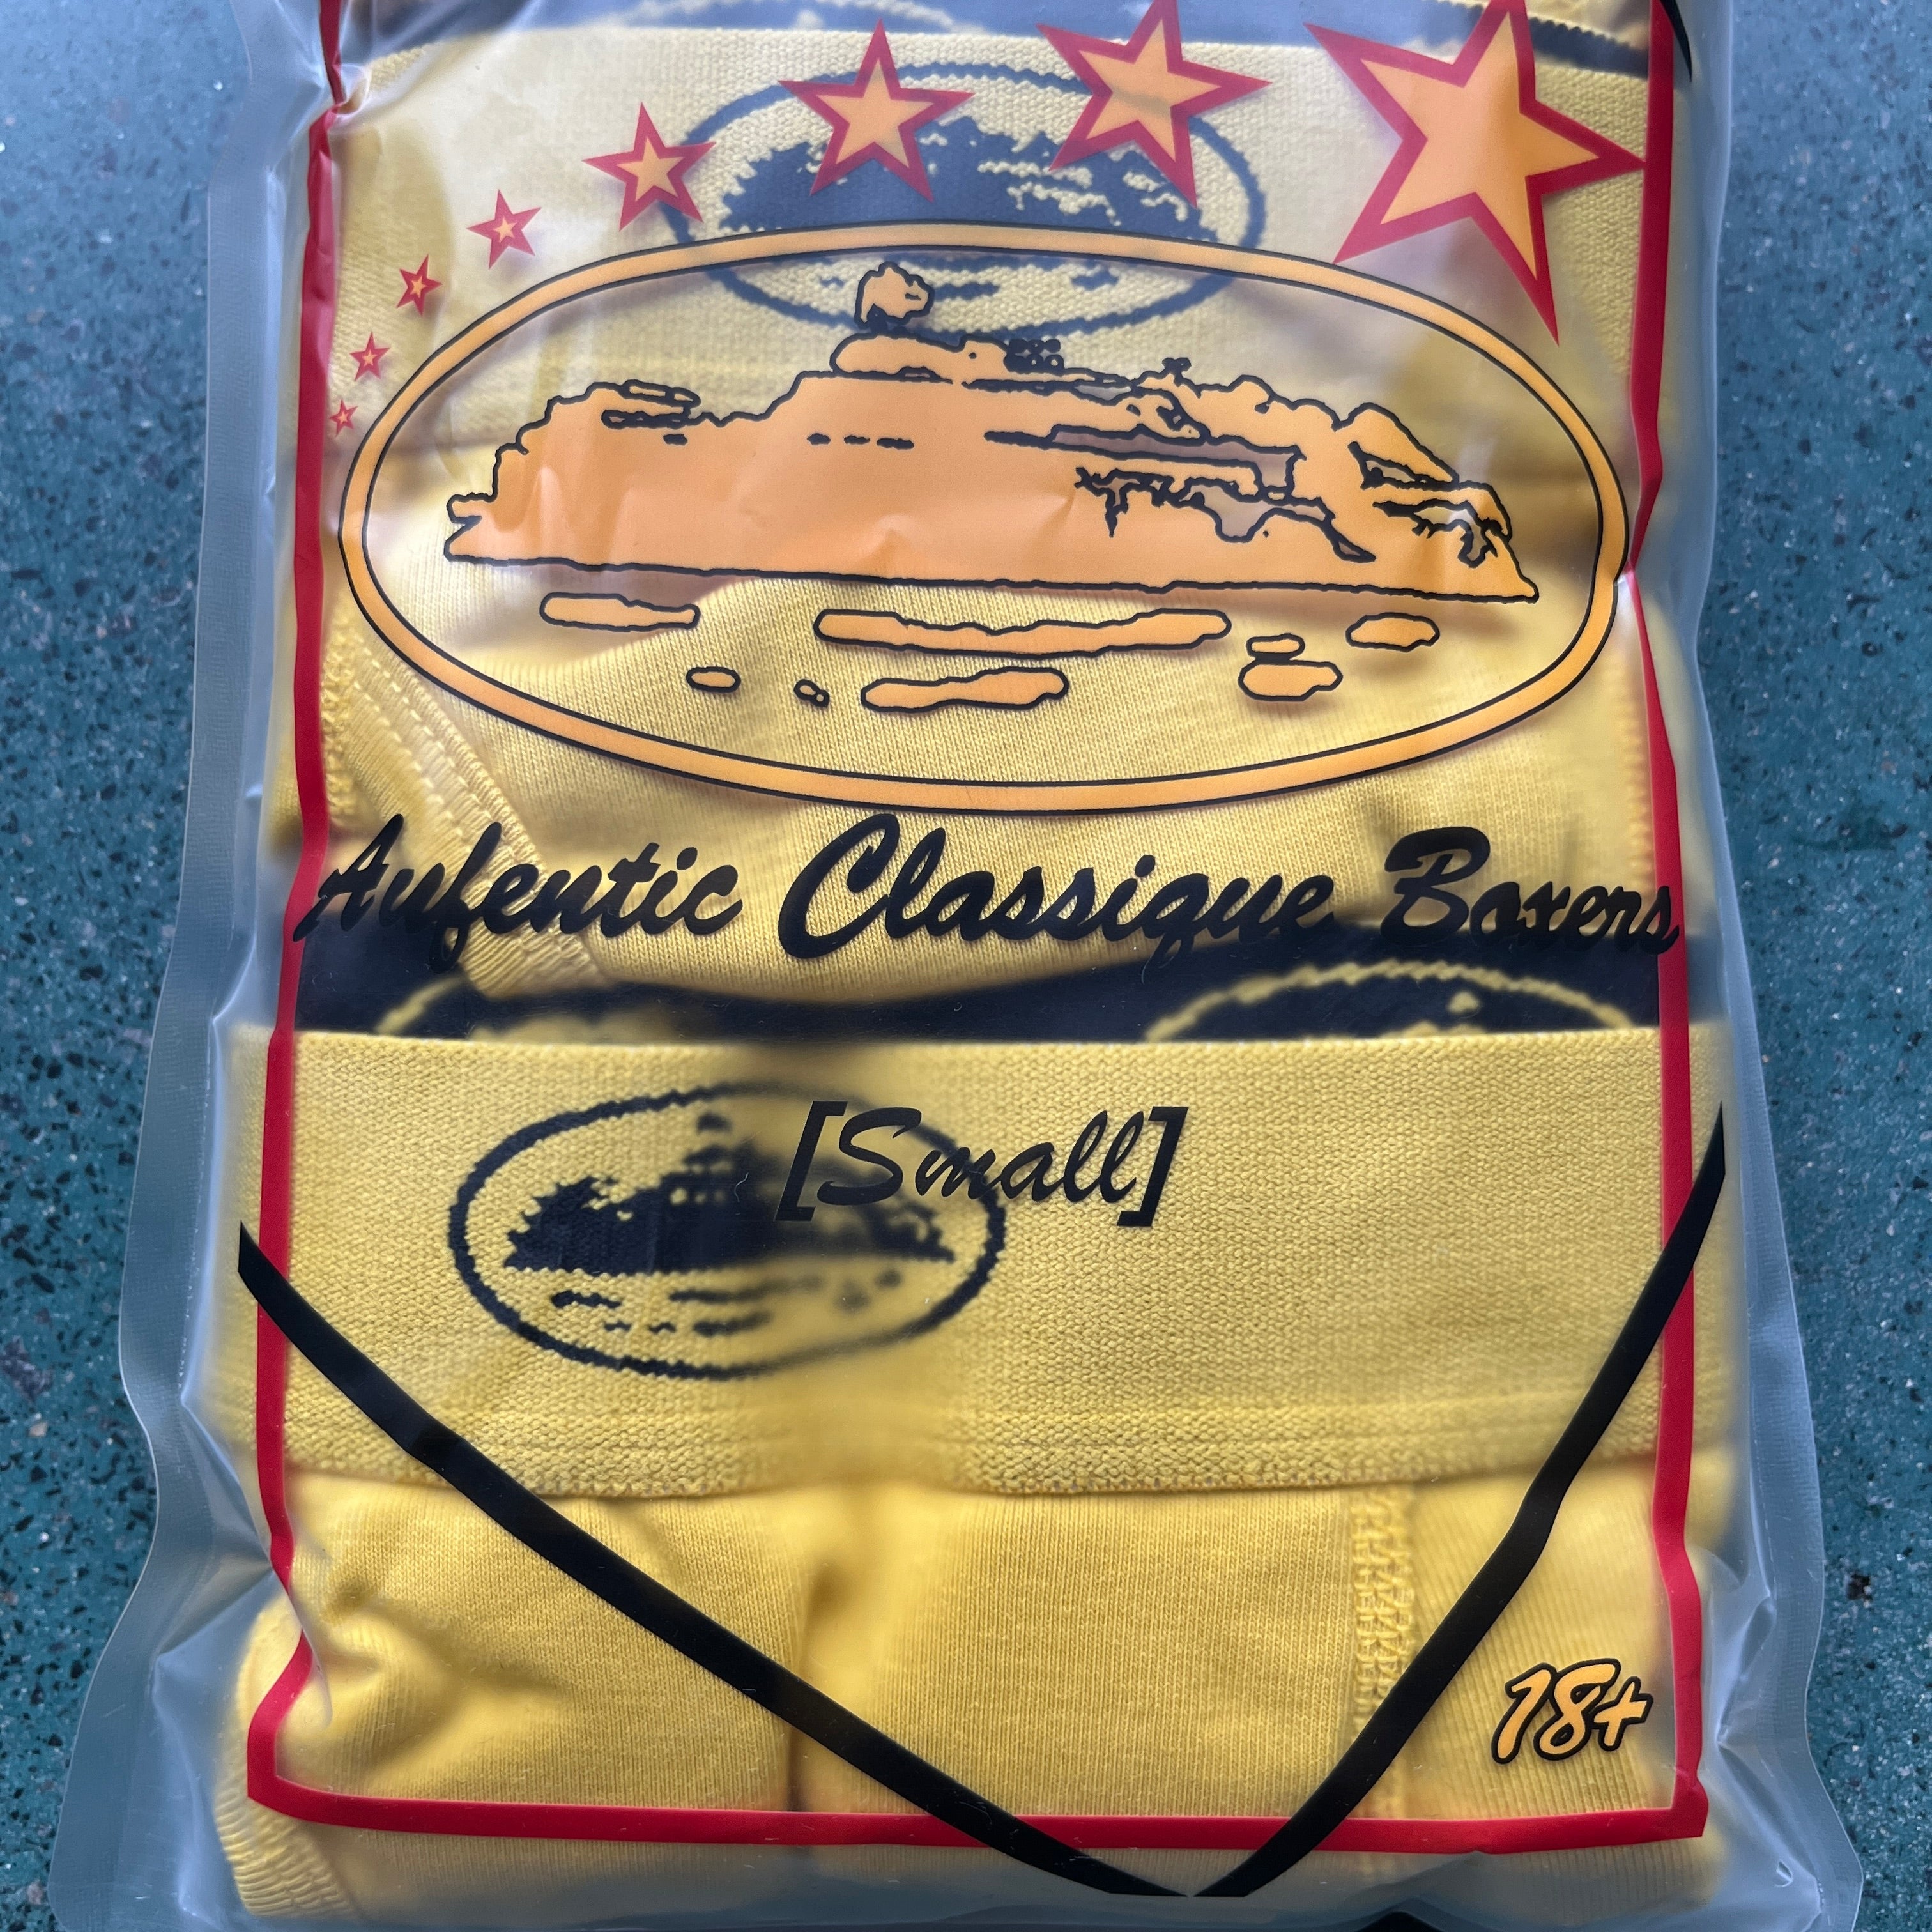 Aufentic Classique Boxers
[Small]
18+